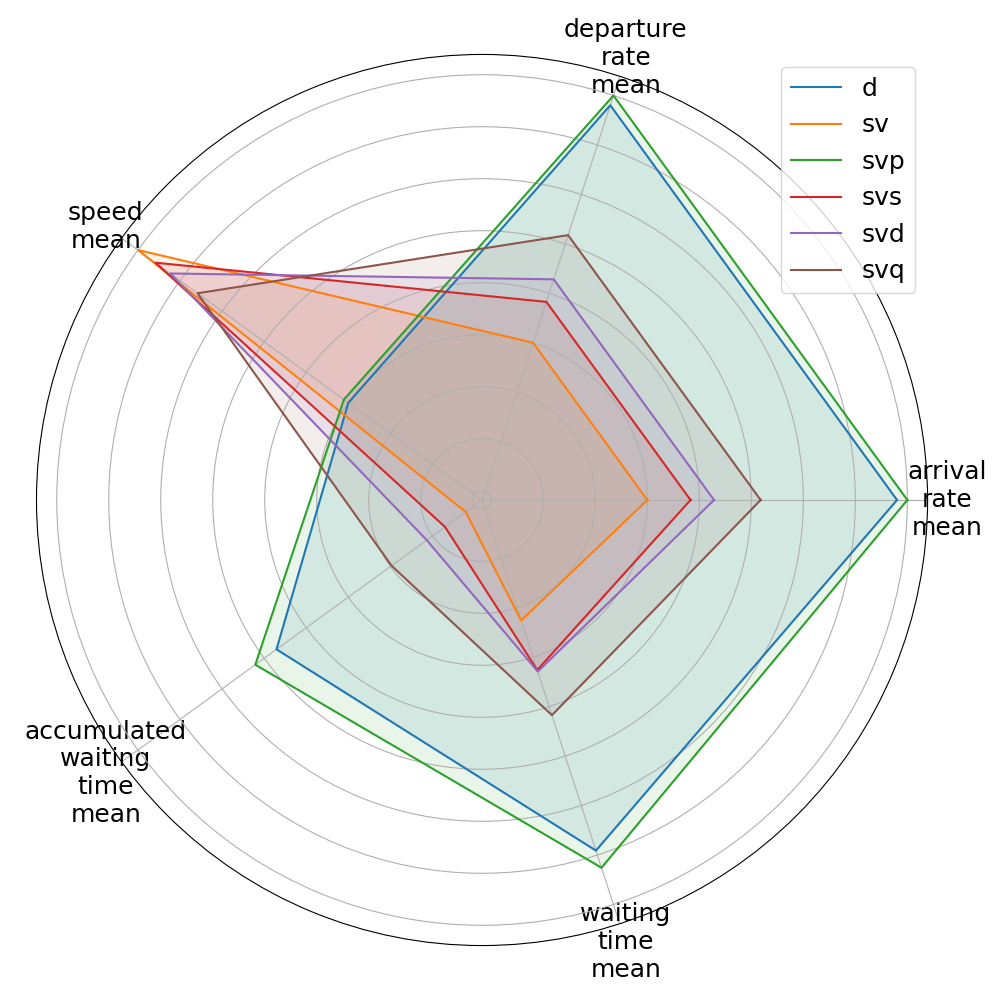 departure
rate
mean
d
sv
svp
svs
svd
svq
speed
mean
arrival
rate
mean
accumulated
waiting
time
mean
waiting
time
mean